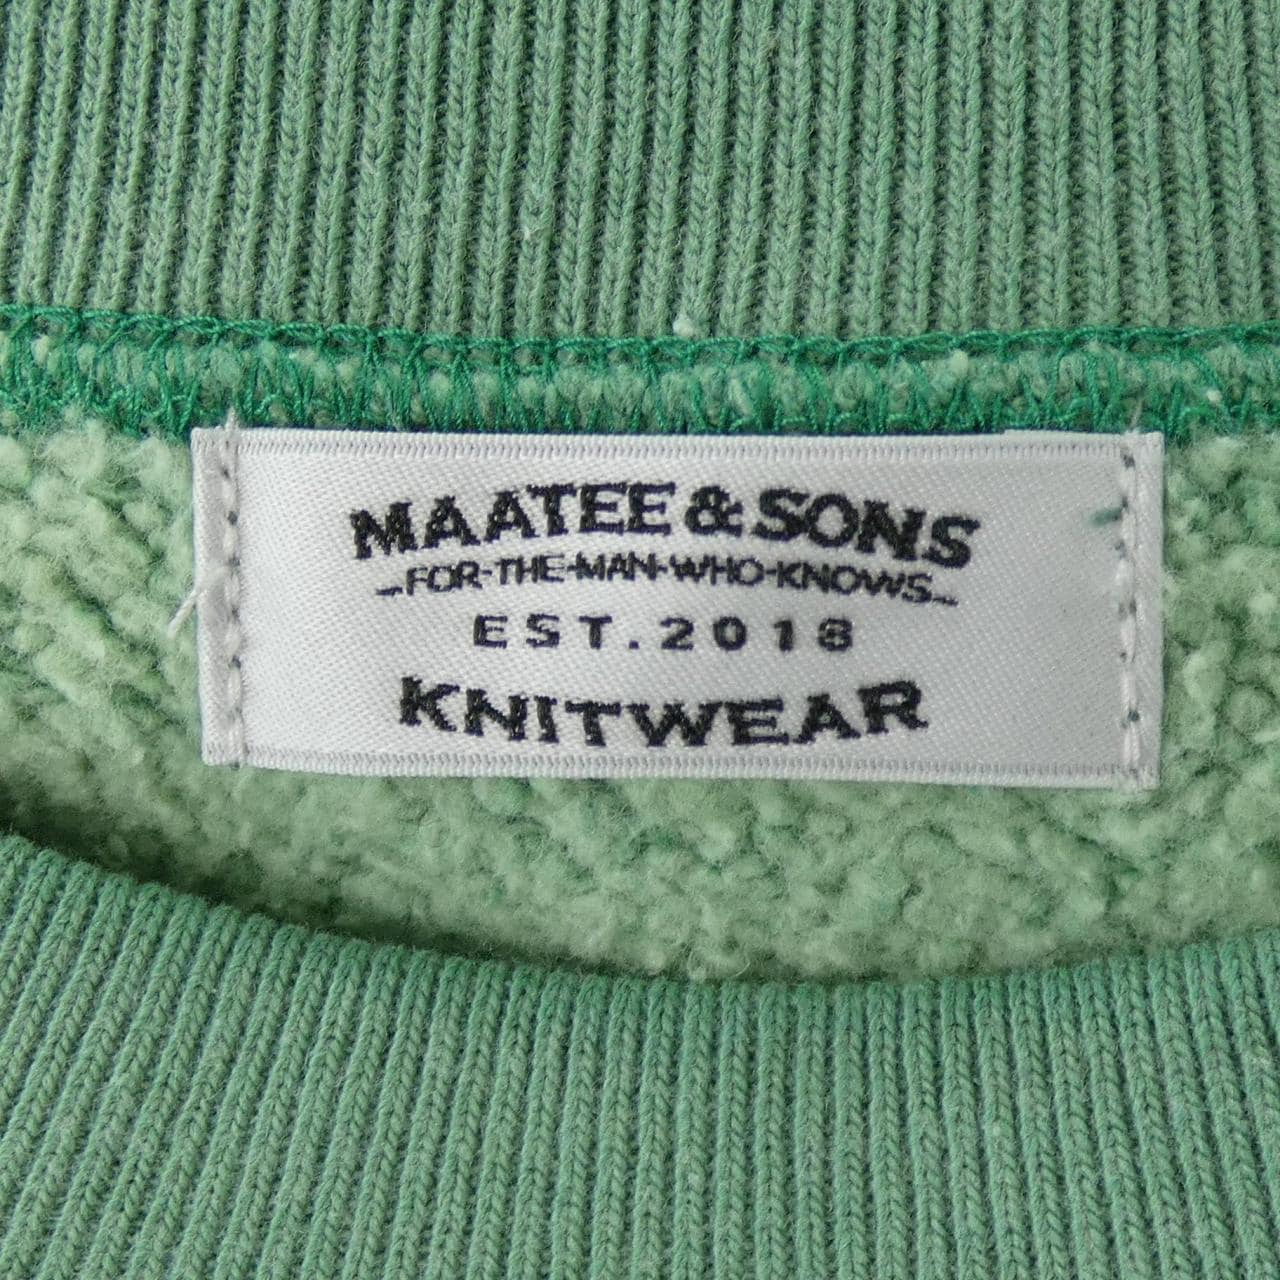 MAATEE & SONS
-FOR-THE-MAN-WHO-KNOWS-
EST.2018
KNITWEAR